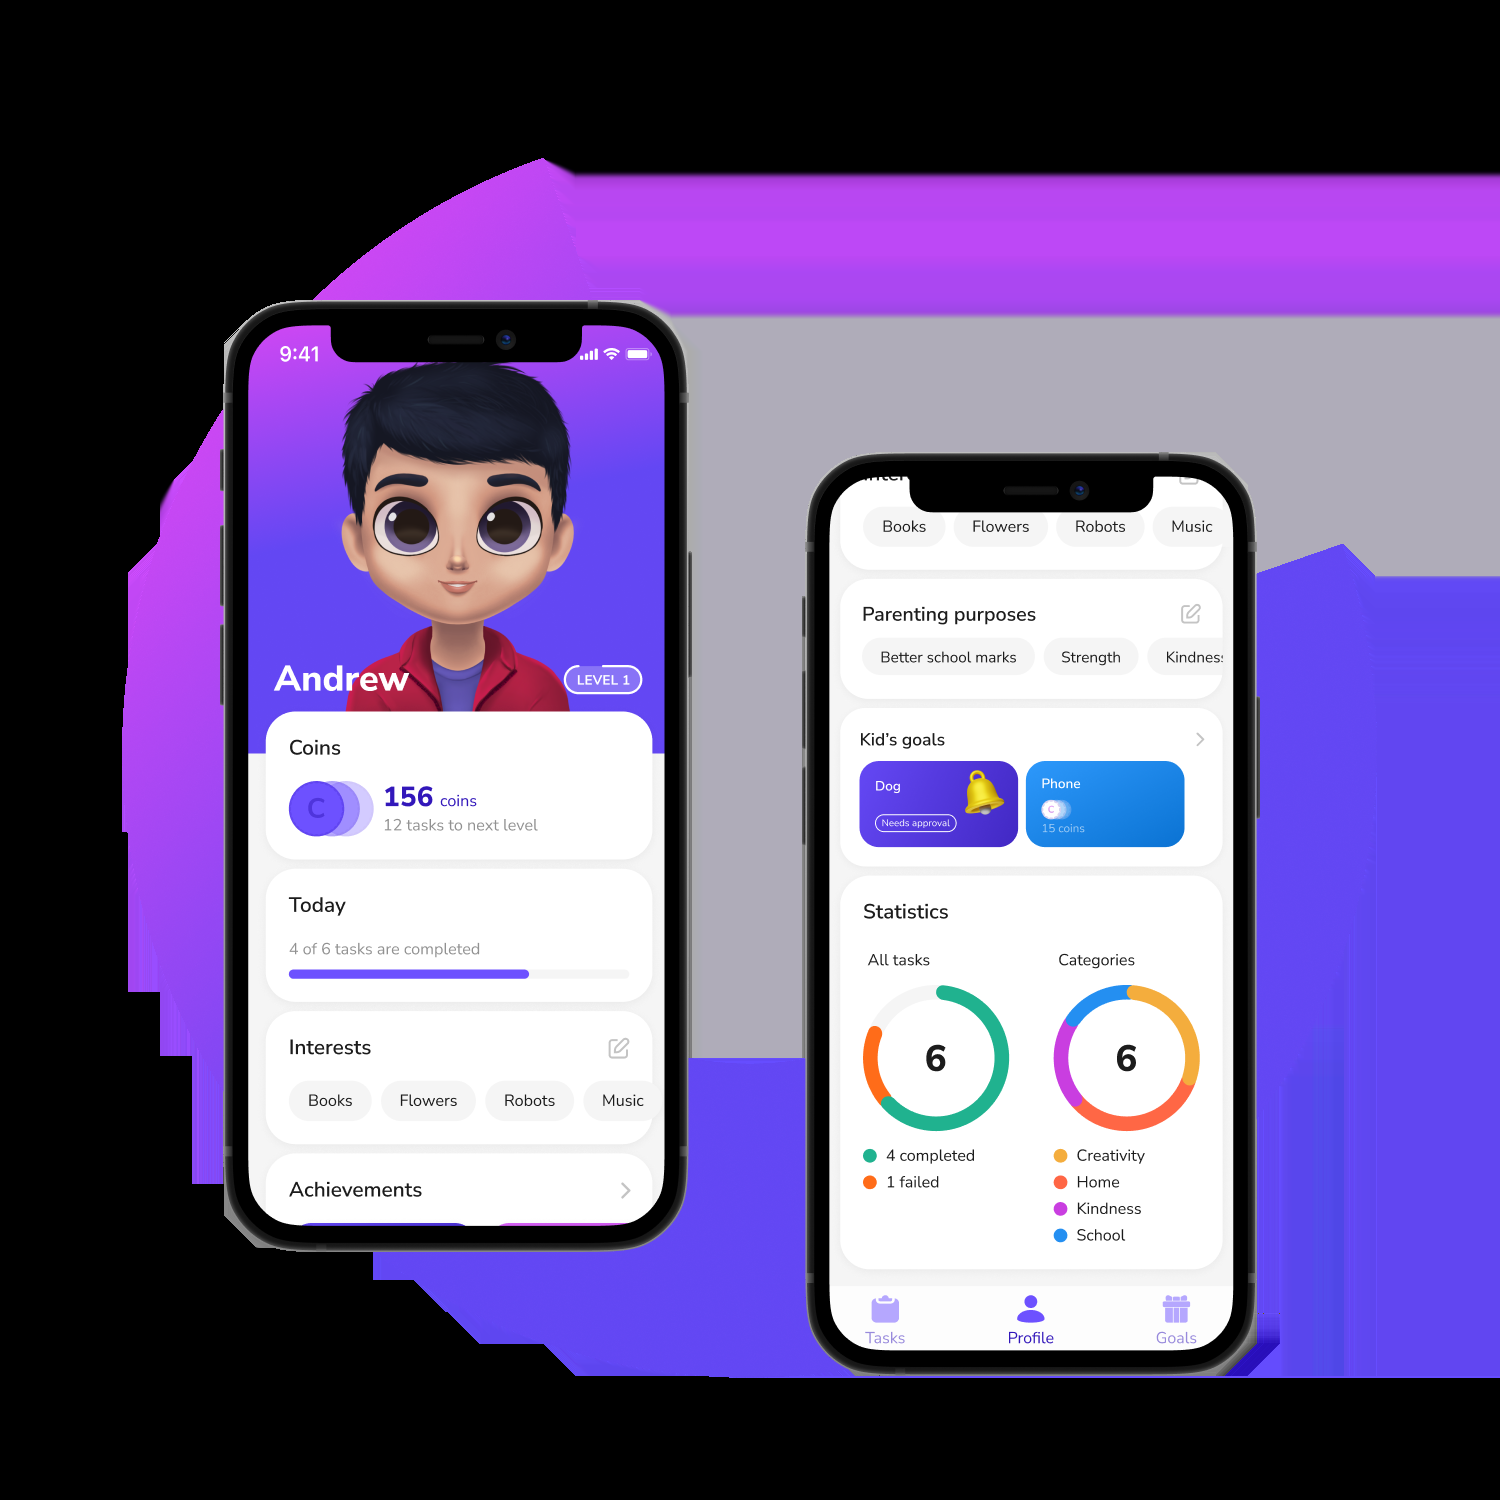 9:41
Andrew
LEVEL 1
Coins
C
156 coins
12 tasks to next level
Today
4 of 6 tasks are completed
Interests
Books Flowers Robots Music
Achievements
Books Flowers Robots Music
Parenting purposes
Better school marks Strength Kindness
Kid’s goals
Dog
Needs approval
Phone
C
15 coins
Statistics
All tasks Categories
6 6
4 completed
1 failed
Creativity
Home
Kindness
School
Tasks Profile Goals